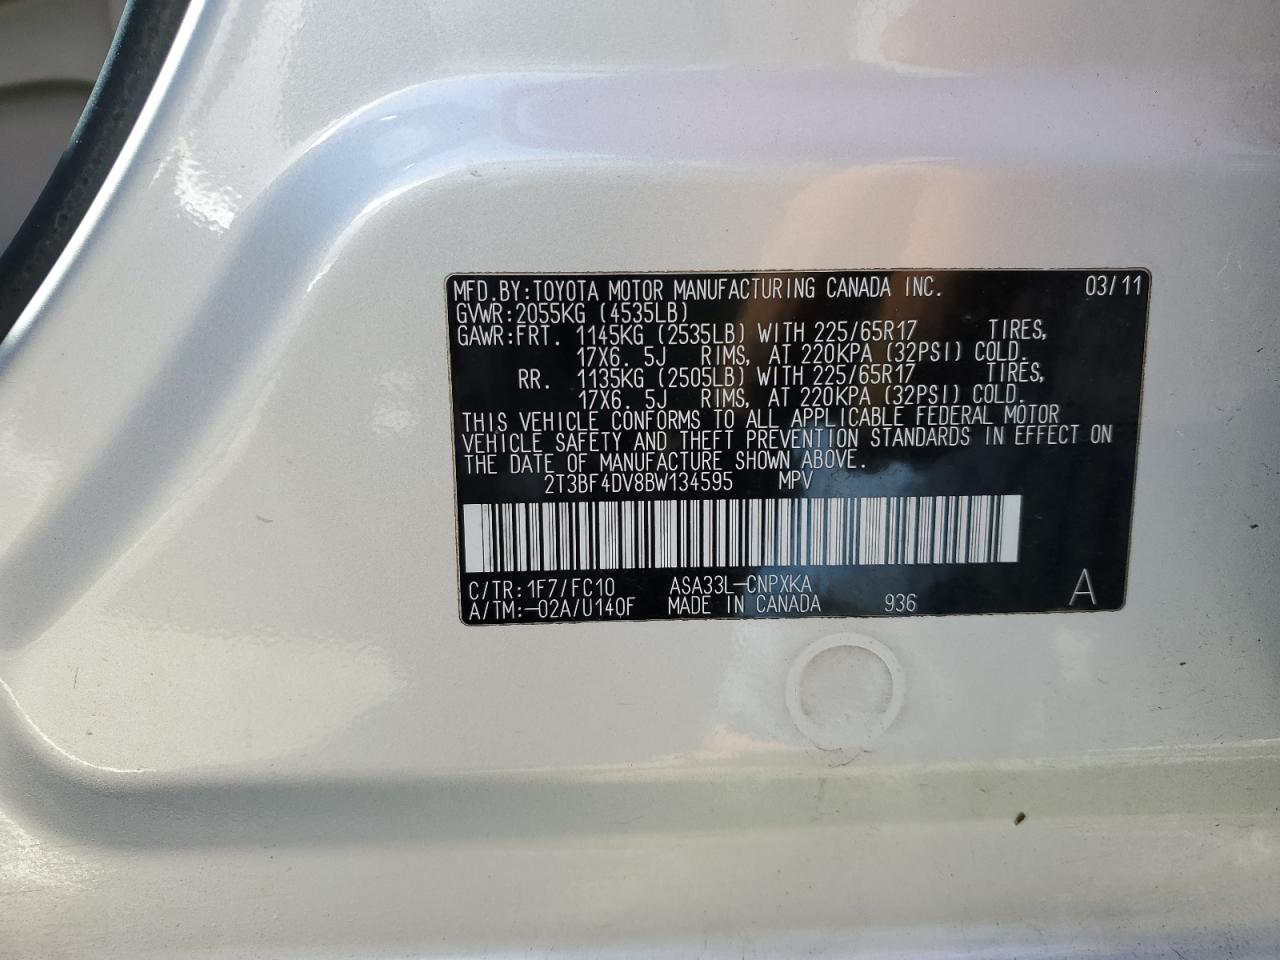 MFD.BY:TOYOTA MOTOR MANUFACTURING CANADA INC. 03/11
GVWR:2055KG (4535LB)
GAWR:FRT. 1145KG (2535LB) WITH 225/65R17 TIRES,
17X6.5J RIMS, AT 220KPA (32PSI) COLD.
RR. 1135KG (2505LB) WITH 225/65R17 TIRES,
17X6.5J RIMS, AT 220KPA (32PSI) COLD.
THIS VEHICLE CONFORMS TO ALL APPLICABLE FEDERAL MOTOR
VEHICLE SAFETY AND THEFT PREVENTION STANDARDS IN EFFECT ON
THE DATE OF MANUFACTURE SHOWN ABOVE.
2T3BF4DV8BW134595 MPV
C/TR:1F7/FC10 ASA33L-CNPXKA
A/TM:-02A/U140F MADE IN CANADA 936 A